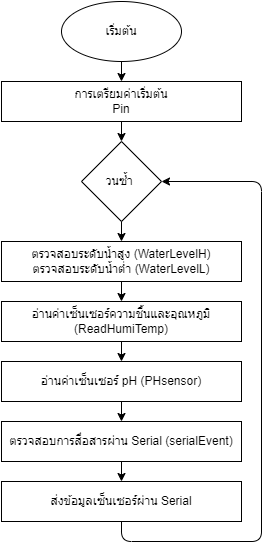 เริ่มต้น
การเตรียมค่าเริ่มต้น
Pin
วนซ้ำ
ตรวจสอบระดับน้ำสูง (WaterLevelH)
ตรวจสอบระดับน้ำต่ำ (WaterLevelL)
อ่านค่าเซ็นเซอร์ความชื้นและอุณหภูมิ
(ReadHumiTemp)
อ่านค่าเซ็นเซอร์ pH (PHsensor)
ตรวจสอบการสื่อสารผ่าน Serial (serialEvent)
ส่งข้อมูลเซ็นเซอร์ผ่าน Serial